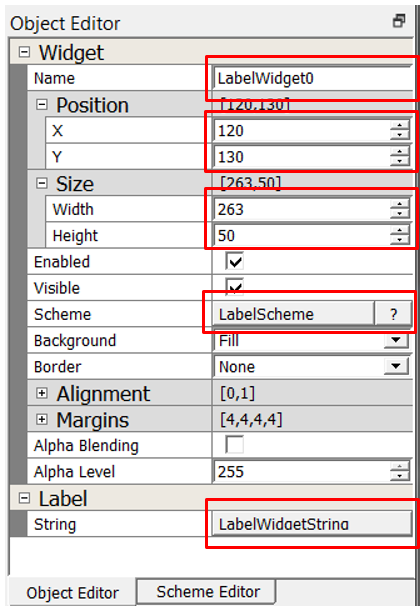 Object Editor
Widget
Name LabelWidget0
Position [120,130]
X 120
Y 130
Size [263,50]
Width 263
Height 50
Enabled
Visible
Scheme LabelScheme ?
Background Fill
Border None
Alignment [0,1]
Margins [4,4,4,4]
Alpha Blending
Alpha Level 255
Label
String LabelWidgetString
Object Editor Scheme Editor